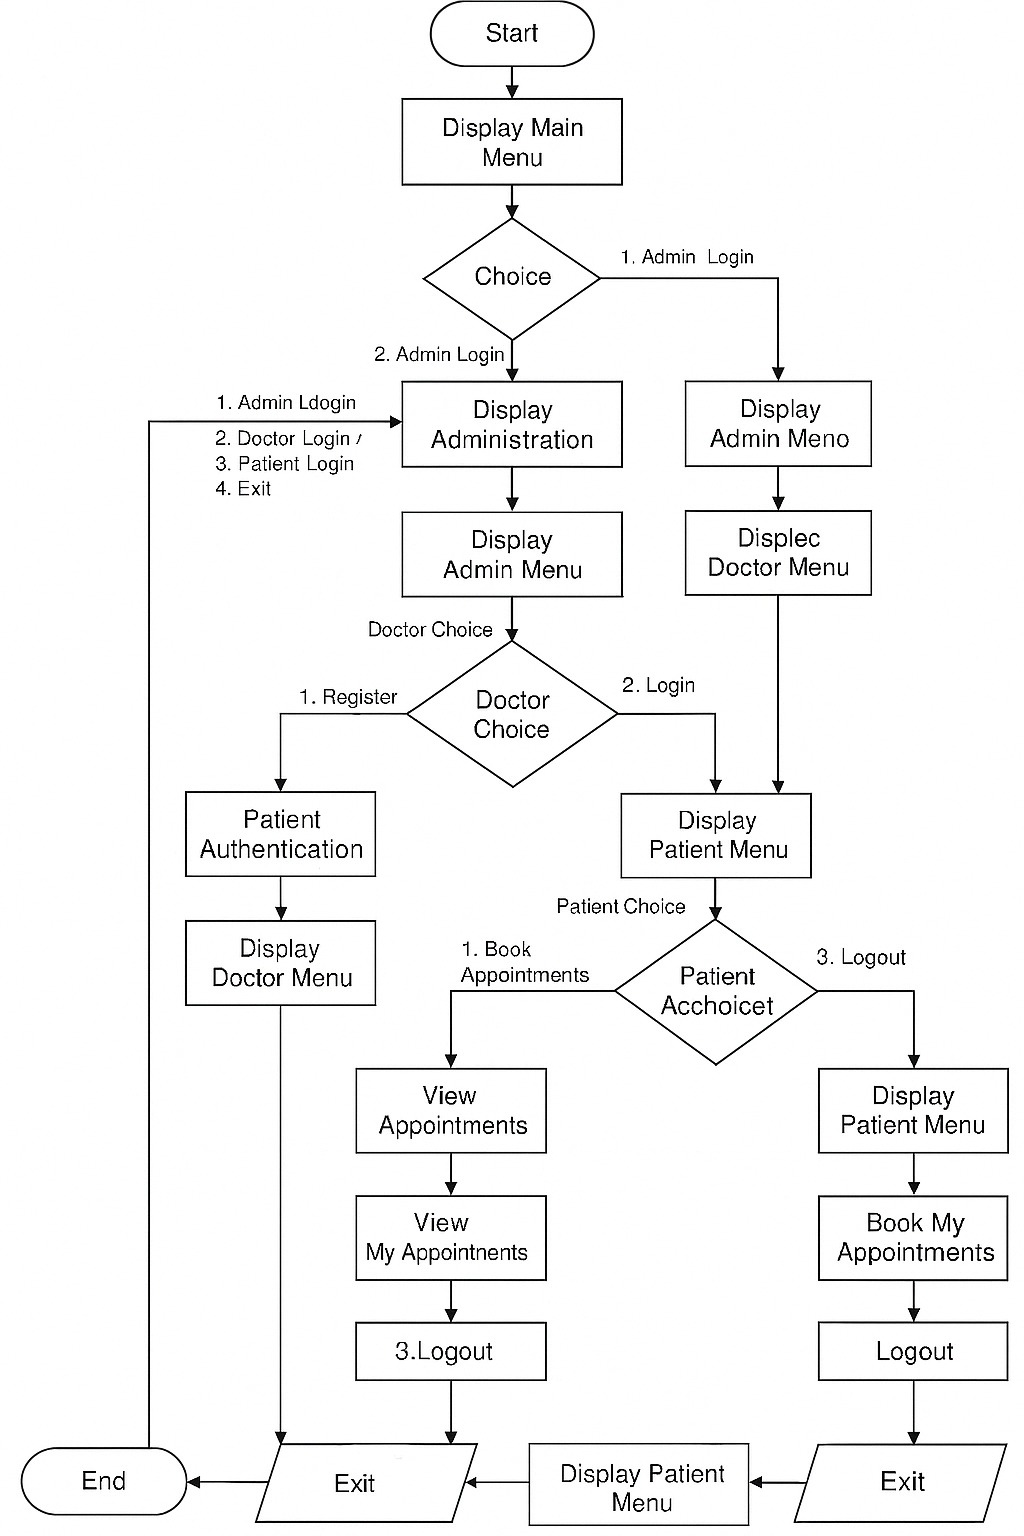 Start
Display Main
Menu
Choice
1. Admin Login
2. Admin Login
1. Admin Ldogin
2. Doctor Login /
3. Patient Login
4. Exit
Display
Administration
Display
Admin Meno
Display
Admin Menu
Displec
Doctor Menu
Doctor Choice
1. Register
Doctor
Choice
2. Login
Patient
Authentication
Display
Patient Menu
Display
Doctor Menu
Patient Choice
1. Book
Appointments
Patient
Acchoicet
3. Logout
View
Appointments
Display
Patient Menu
View
My Appointnents
Book My
Appointments
3.Logout
Logout
End
Exit
Display Patient
Menu
Exit